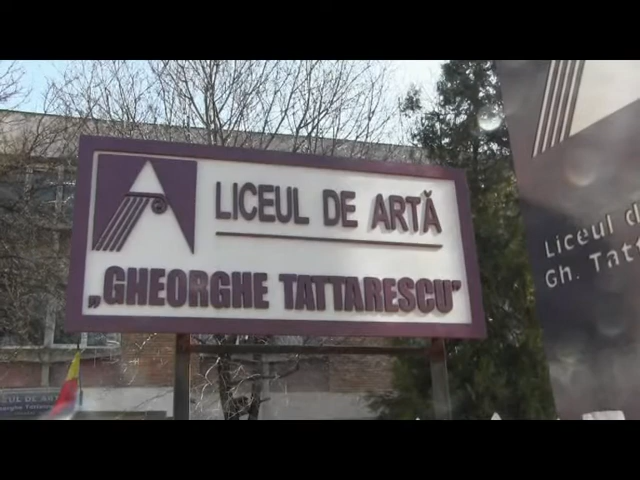 LICEUL DE ARTĂ
„GHEORGHE TATTARESCU”
Liceul d
Gh. Tatt